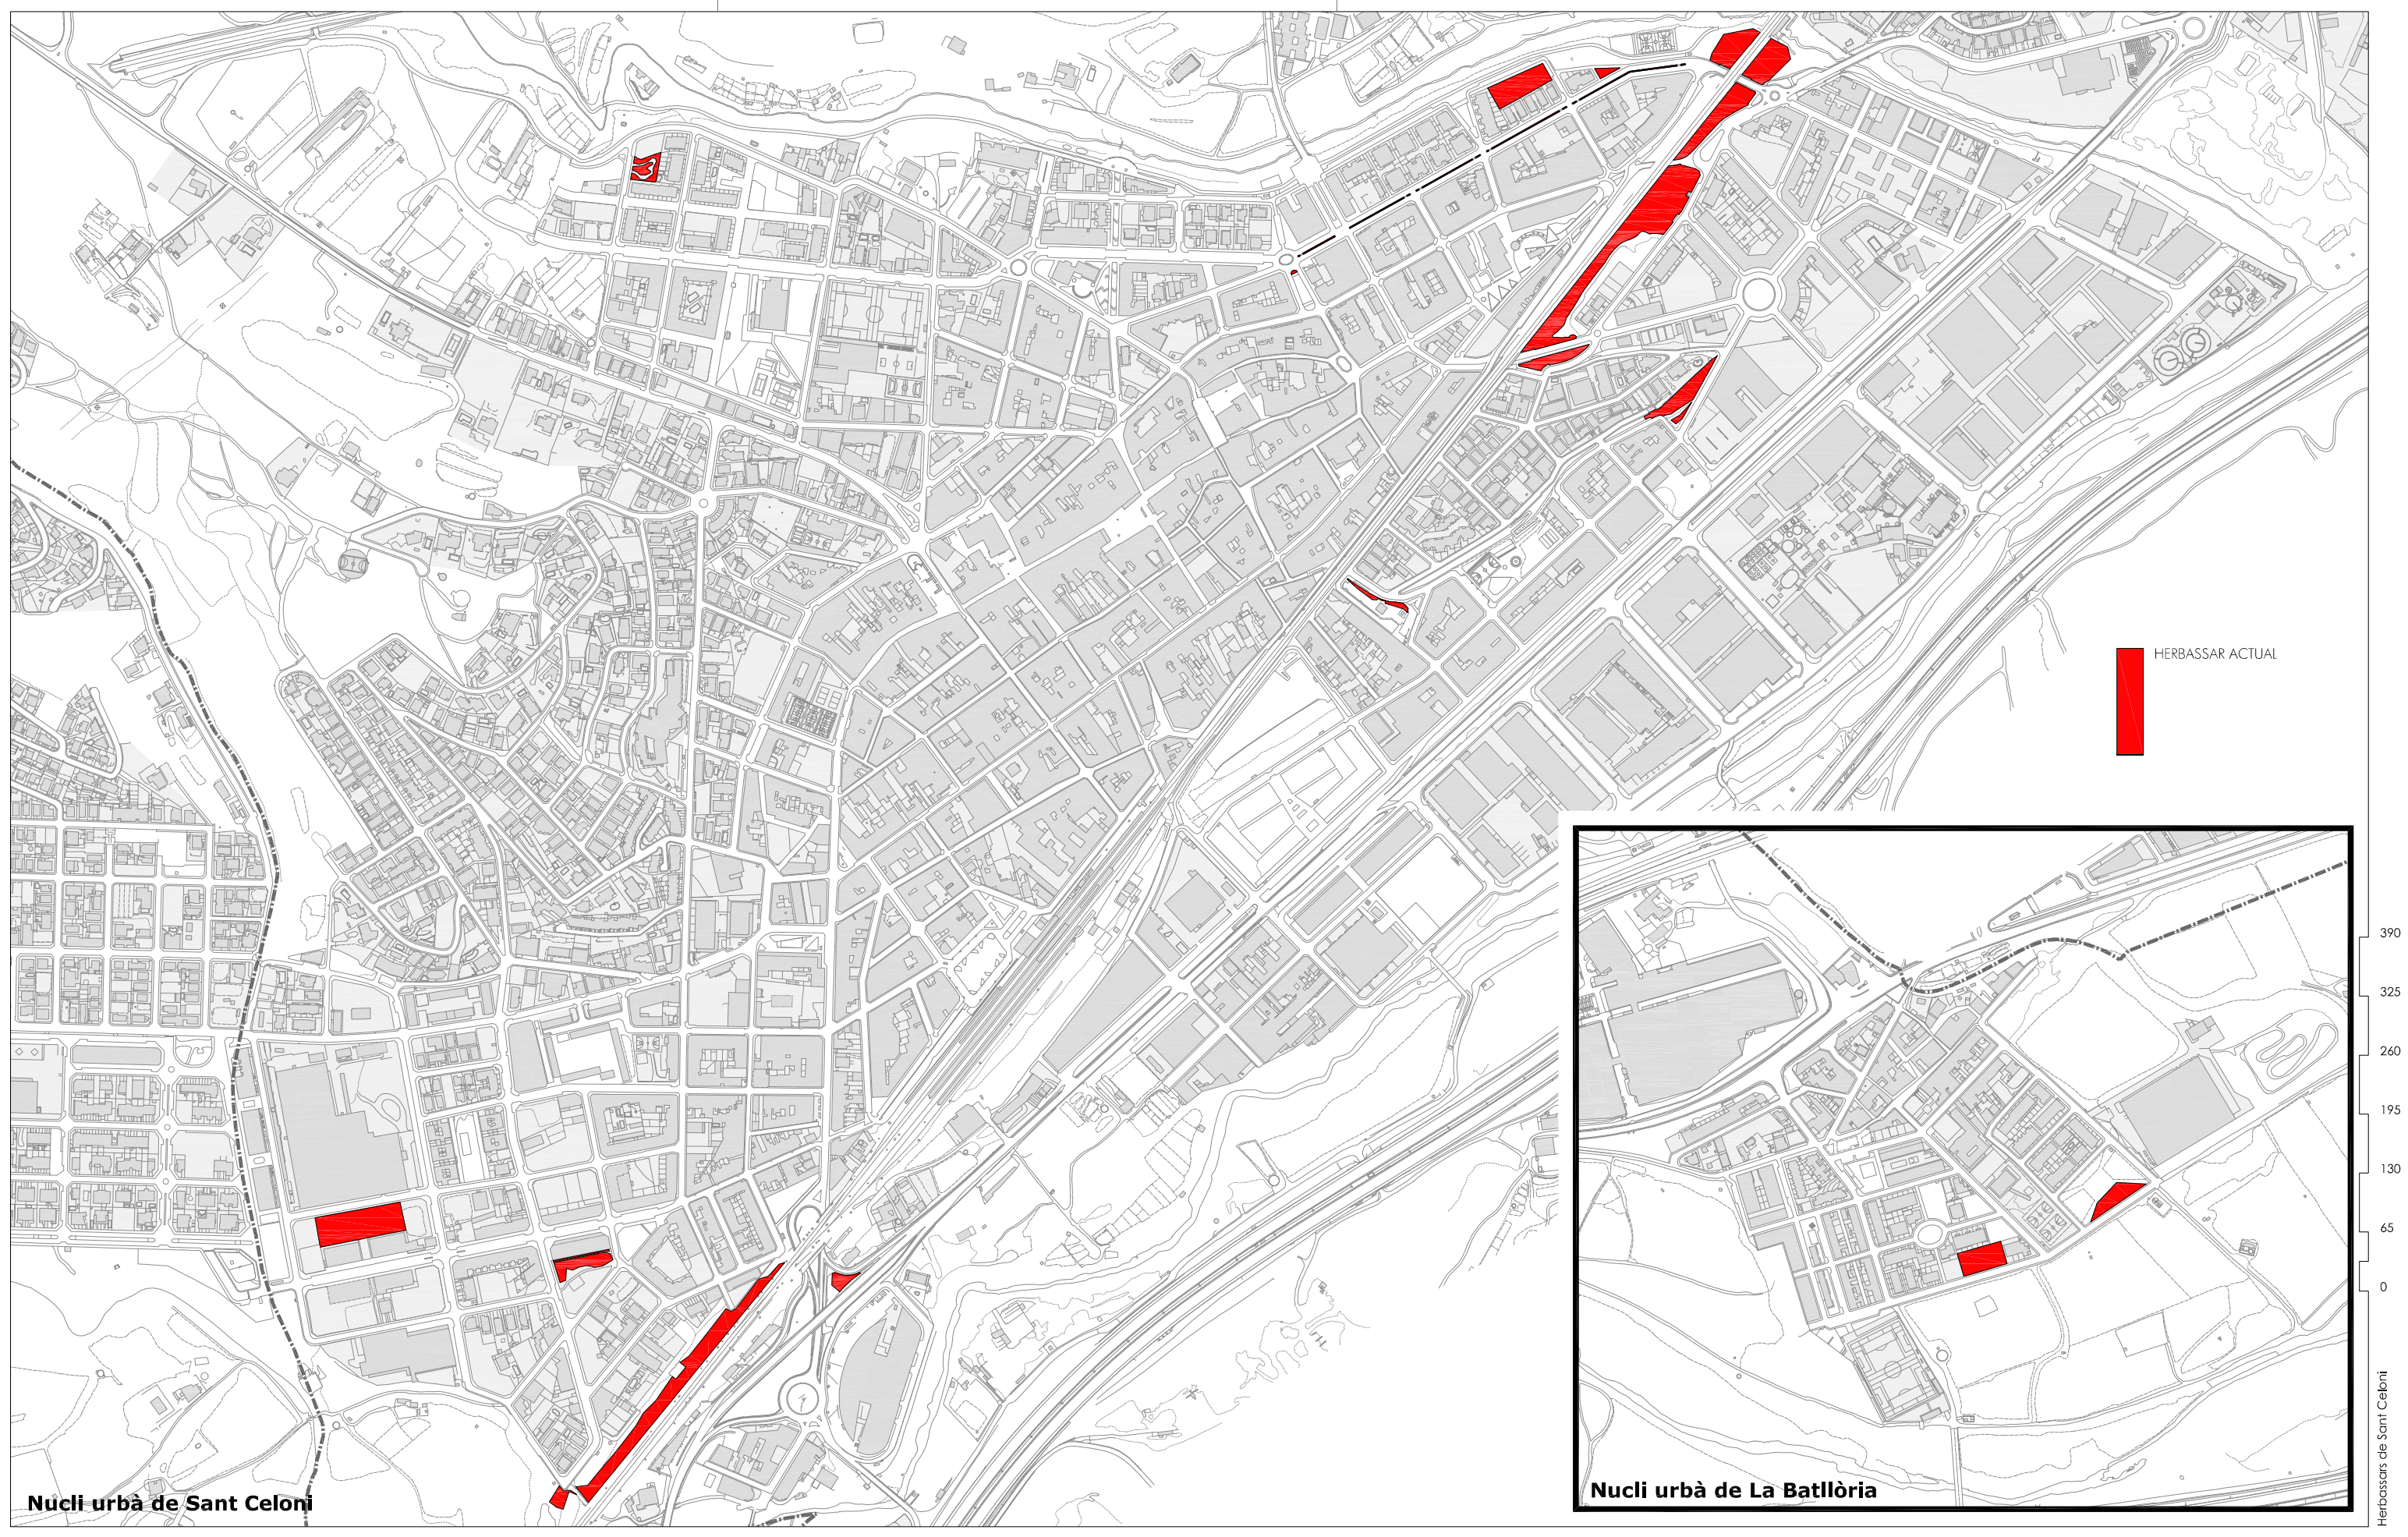 HERBASSAR ACTUAL
390
325
260
195
130
65
0
Herbassars de Sant Celoni
Nucli urbà de Sant Celoni
Nucli urbà de La Batllòria